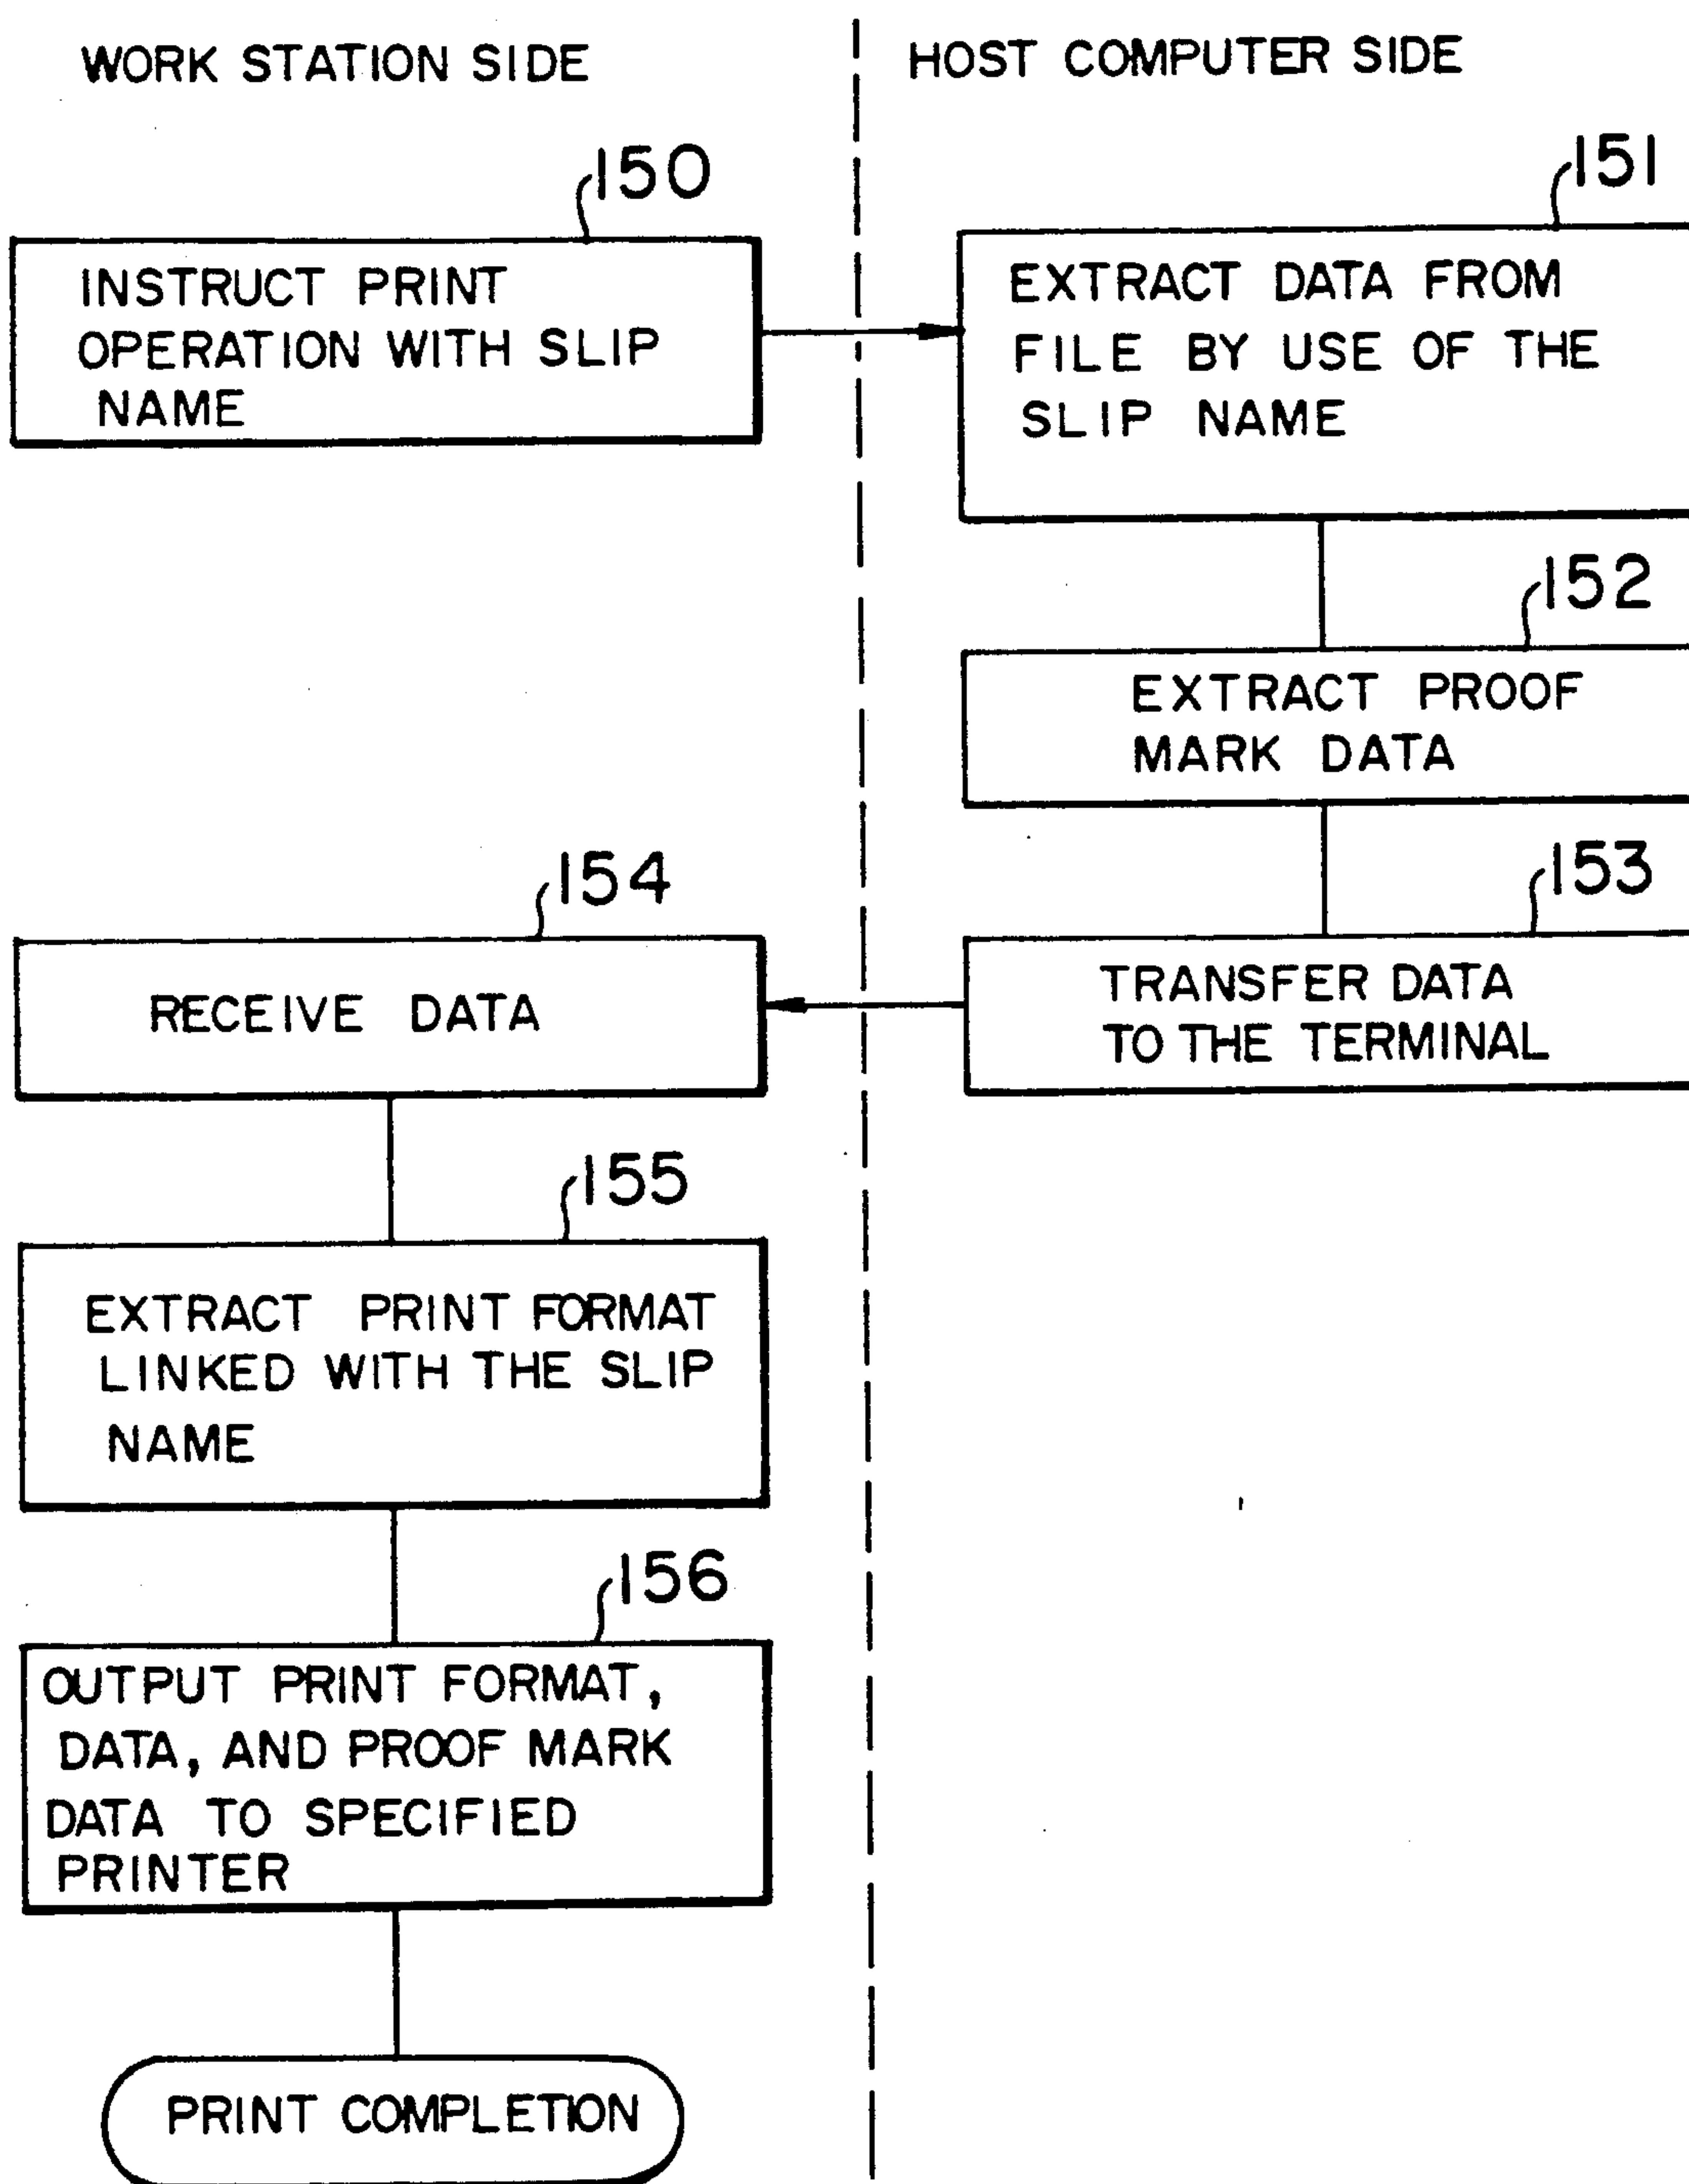 WORK STATION SIDE
HOST COMPUTER SIDE
150
INSTRUCT PRINT
OPERATION WITH SLIP
NAME
151
EXTRACT DATA FROM
FILE BY USE OF THE
SLIP NAME
152
EXTRACT PROOF
MARK DATA
153
TRANSFER DATA
TO THE TERMINAL
154
RECEIVE DATA
155
EXTRACT PRINT FORMAT
LINKED WITH THE SLIP
NAME
156
OUTPUT PRINT FORMAT,
DATA, AND PROOF MARK
DATA TO SPECIFIED
PRINTER
PRINT COMPLETION